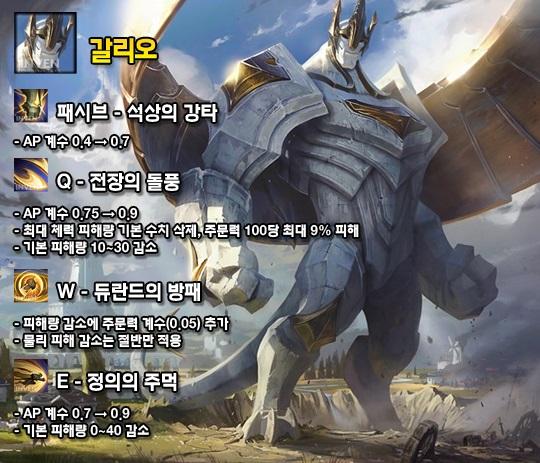 INVEN
갈리오
패시브 - 석상의 강타
- AP 계수 0.4 → 0.7
Q - 전장의 돌풍
- AP 계수 0.75 → 0.9
- 최대 체력 피해량 기본 수치 삭제, 주문력 100당 최대 9% 피해
- 기본 피해량 10~30 감소
W - 듀란드의 방패
- 피해량 감소에 주문력 계수(0.05) 추가
- 물리 피해 감소는 절반만 적용
E - 정의의 주먹
- AP 계수 0.7 → 0.9
- 기본 피해량 0~40 감소